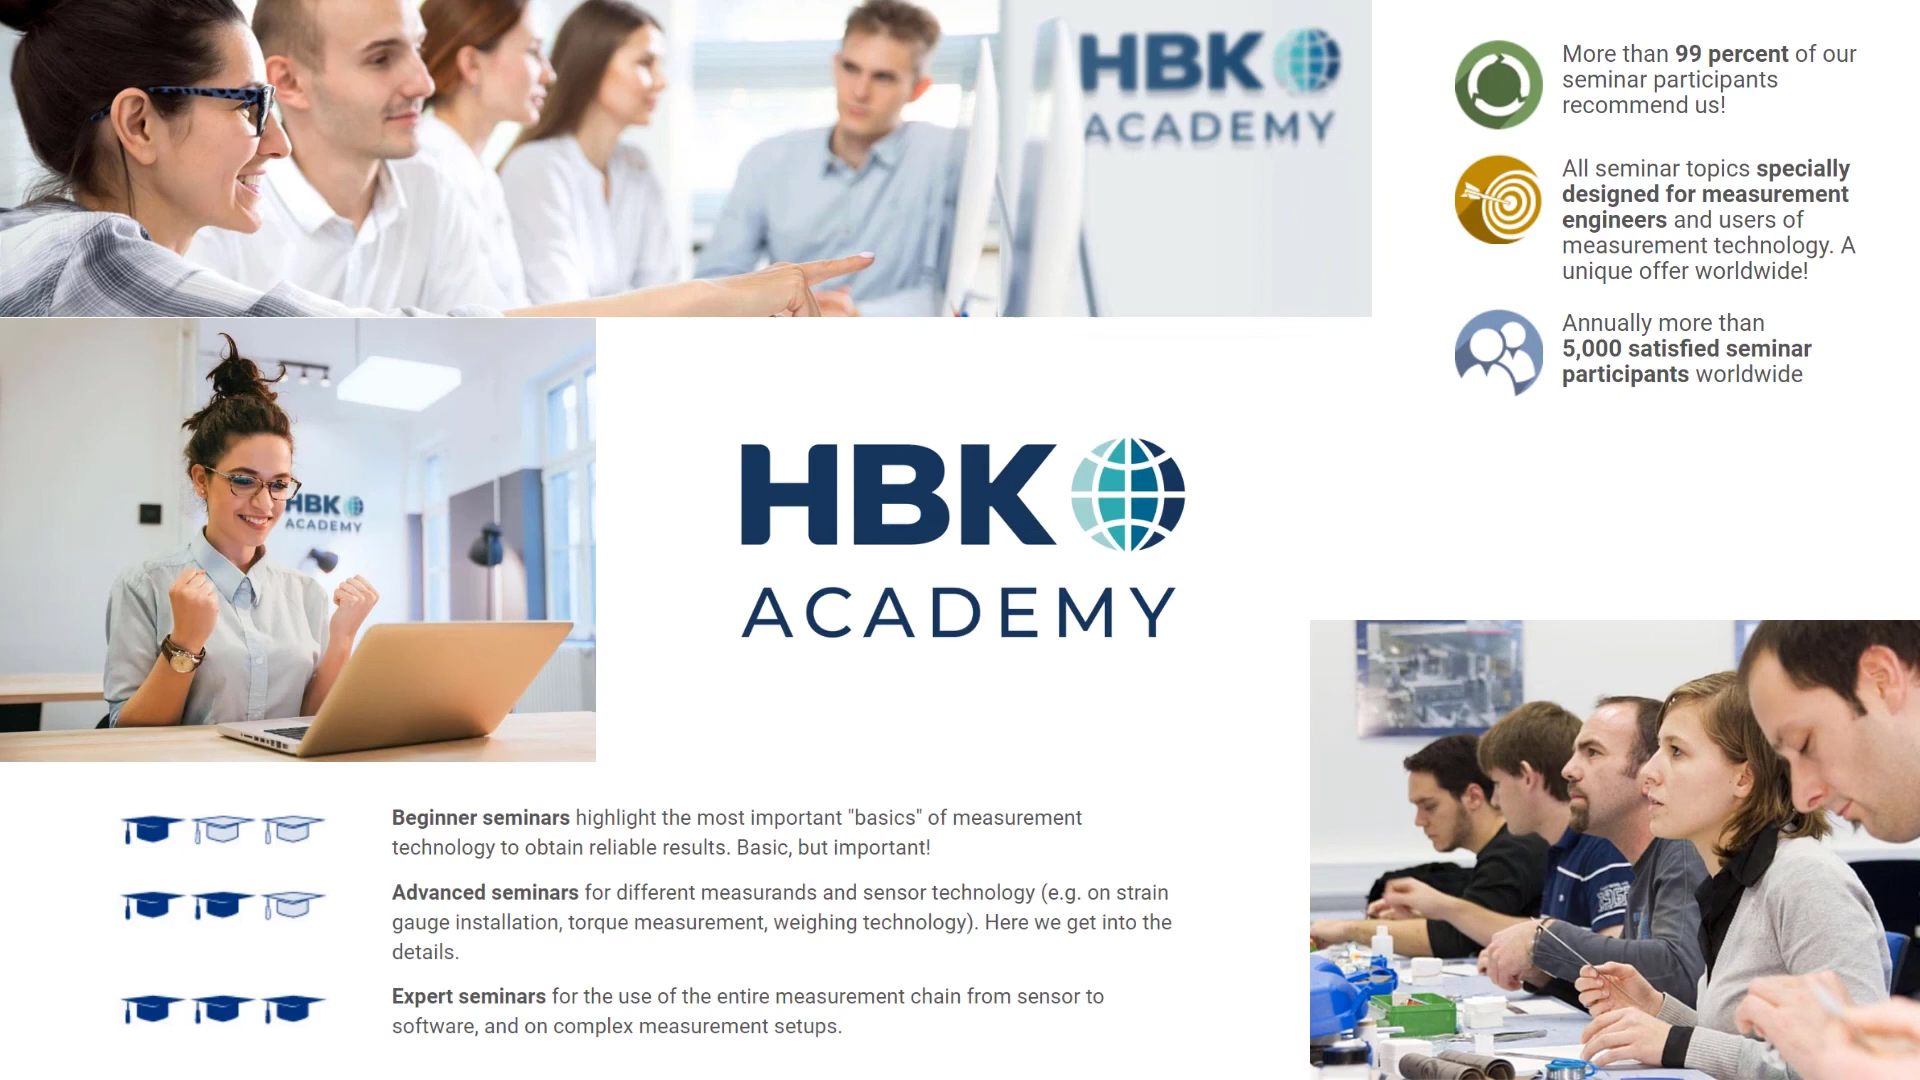 HBK
ACADEMY
More than 99 percent of our
seminar participants
recommend us!
All seminar topics specially
designed for measurement
engineers and users of
measurement technology. A
unique offer worldwide!
Annually more than
5,000 satisfied seminar
participants worldwide
HBK
ACADEMY
HBK
ACADEMY
Beginner seminars highlight the most important "basics" of measurement
technology to obtain reliable results. Basic, but important!
Advanced seminars for different measurands and sensor technology (e.g. on strain
gauge installation, torque measurement, weighing technology). Here we get into the
details.
Expert seminars for the use of the entire measurement chain from sensor to
software, and on complex measurement setups.